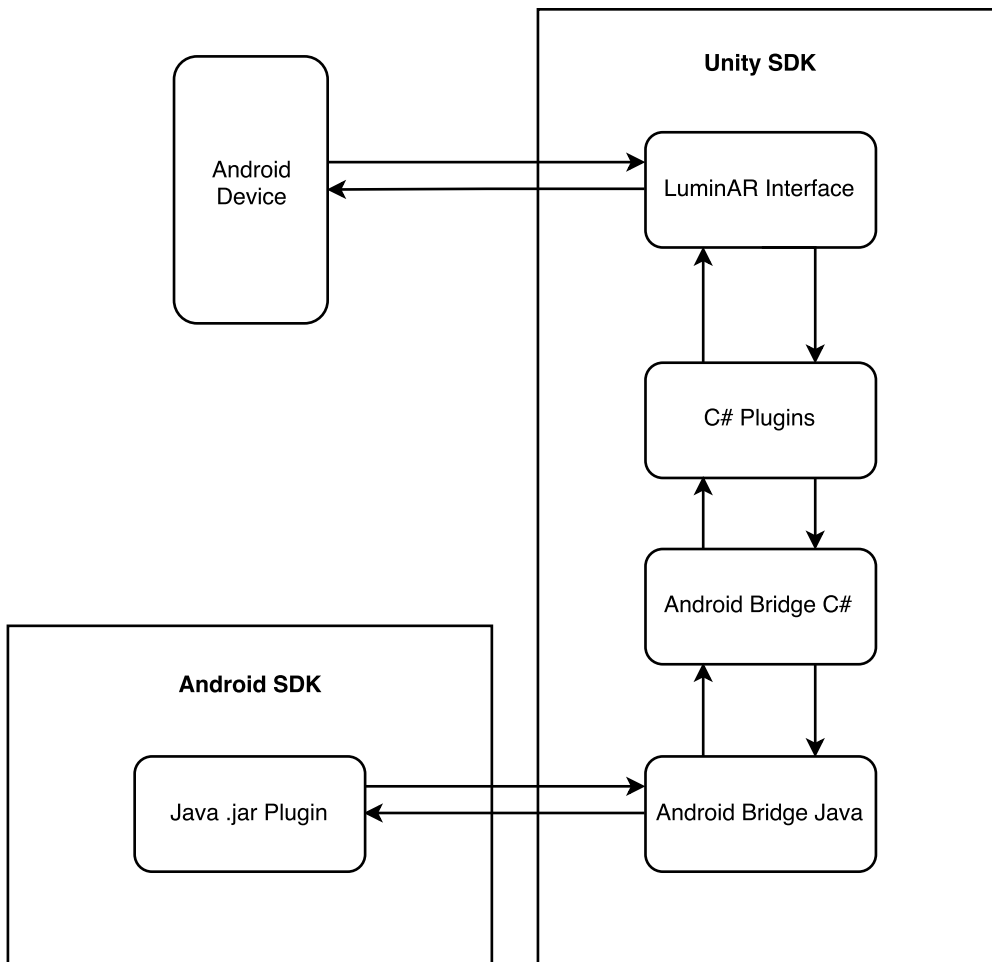 Unity SDK
Android
Device
LuminAR Interface
C# Plugins
Android Bridge C#
Android SDK
Java .jar Plugin
Android Bridge Java